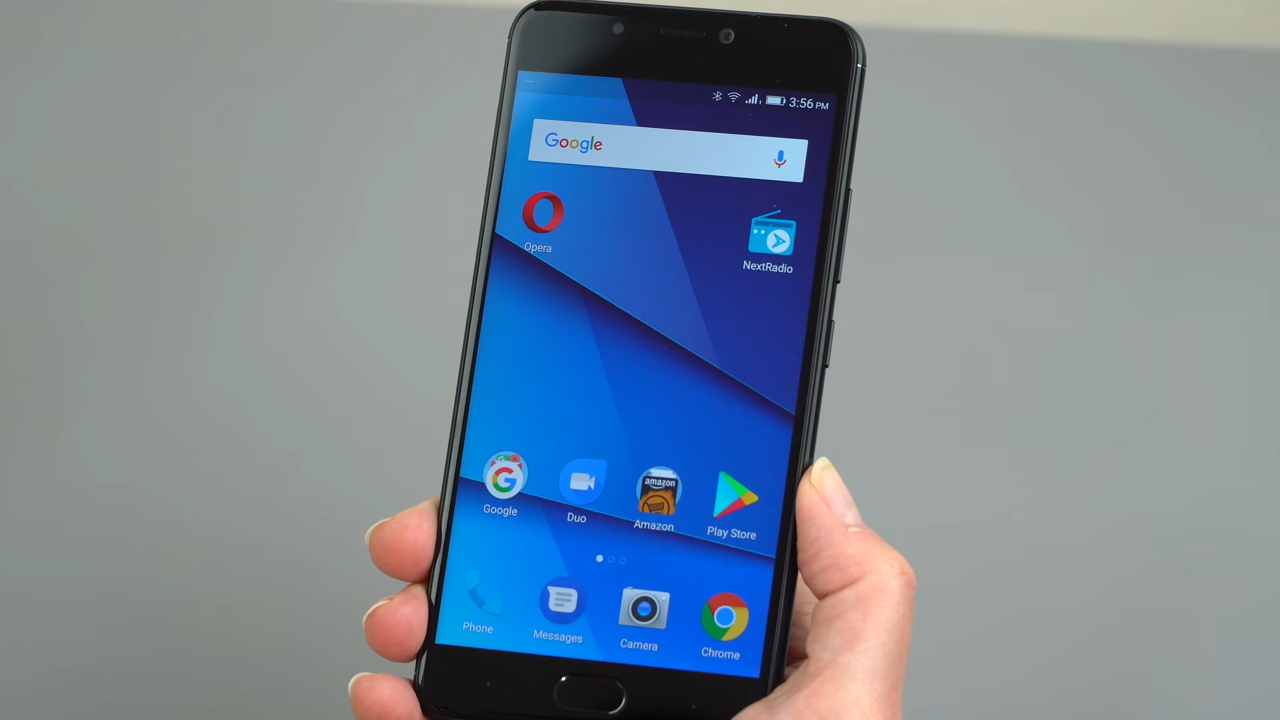 3:56 PM
Google
Opera
NextRadio
amazon
Google
Duo
Amazon
Play Store
Phone
Messages
Camera
Chrome